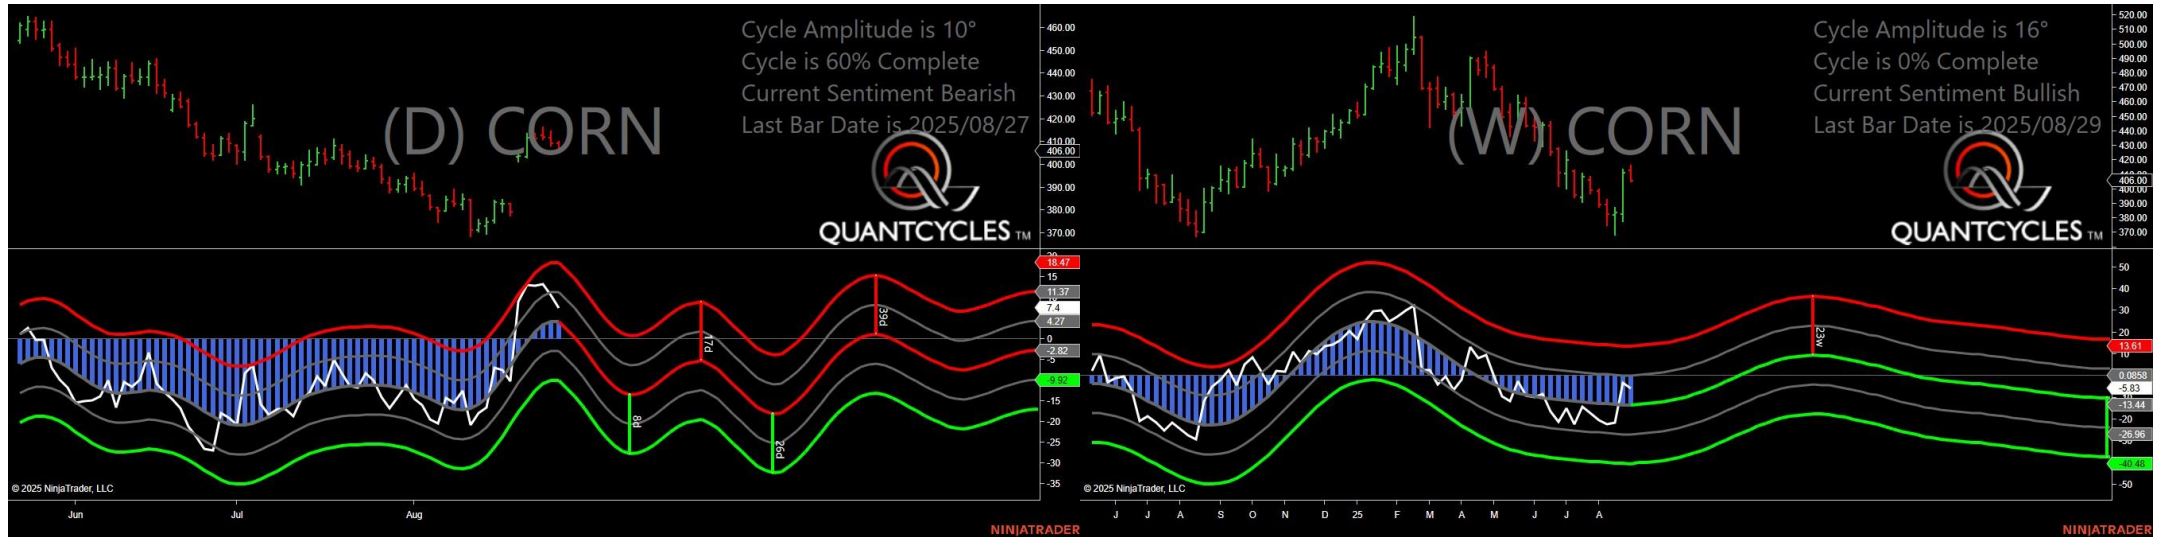 Cycle Amplitude is 10°
Cycle is 60% Complete
Current Sentiment Bearish
Last Bar Date is 2025/08/27
(D) CORN
QUANTCYCLES TM
460.00
450.00
440.00
430.00
420.00
410.00
406.00
400.00
390.00
380.00
370.00
20
18.47
15
11.37
7.4
4.27
0
-2.82
-5
-9.92
-15
-20
-25
-30
-35
8d
17d
26d
39d
© 2025 NinjaTrader, LLC
Jun
Jul
Aug
NINJATRADER
Cycle Amplitude is 16°
Cycle is 0% Complete
Current Sentiment Bullish
Last Bar Date is 2025/08/29
(W) CORN
QUANTCYCLES TM
520.00
510.00
500.00
490.00
480.00
470.00
460.00
450.00
440.00
430.00
420.00
406.00
400.00
390.00
380.00
370.00
50
40
30
20
13.61
10
0.0858
-5.83
-13.44
-20
-26.96
-40.48
-50
23w
© 2025 NinjaTrader, LLC
J
J
A
S
O
N
D
25
F
M
A
M
J
J
A
NINJATRADER